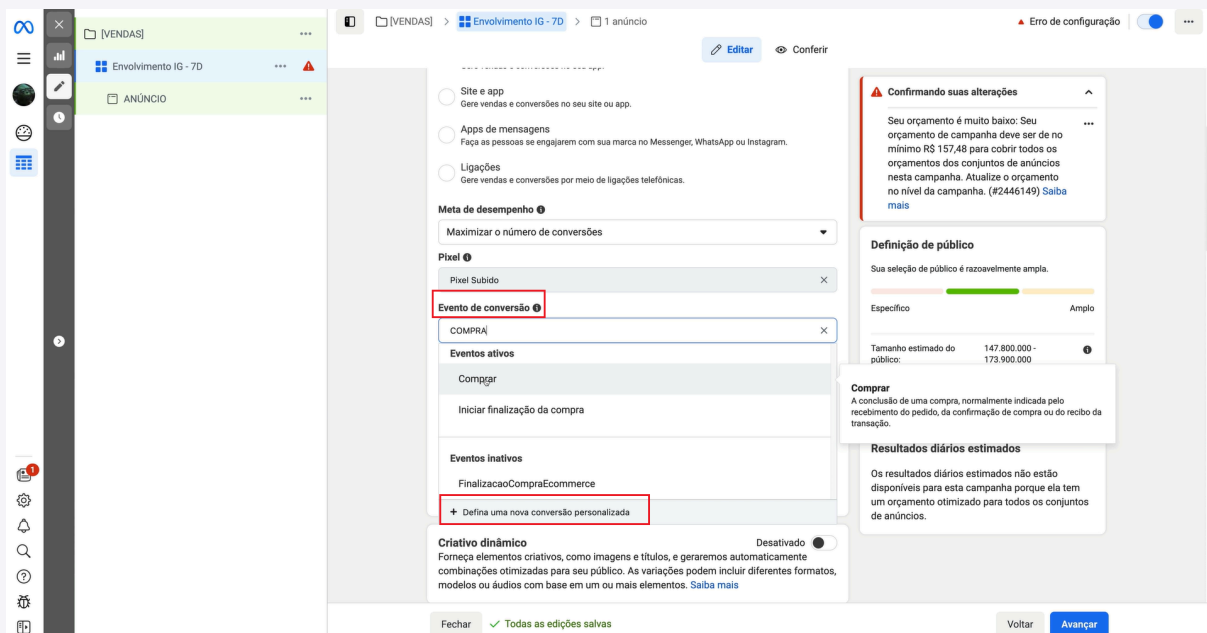 [VENDAS]
Envolvimento IG - 7D
ANÚNCIO
1
[VENDAS] > Envolvimento IG - 7D > 1 anúncio
Erro de configuração
Editar
Conferir
Site e app
Gere vendas e conversões no seu site ou app.
Apps de mensagens
Faça as pessoas se engajarem com sua marca no Messenger, WhatsApp ou Instagram.
Ligações
Gere vendas e conversões por meio de ligações telefônicas.
Meta de desempenho
Maximizar o número de conversões
Pixel
Pixel Subido
Evento de conversão
COMPRA
Eventos ativos
Comprar
Iniciar finalização da compra
Eventos inativos
FinalizacaoCompraEcommerce
+ Defina uma nova conversão personalizada
Criativo dinâmico
Desativado
Forneça elementos criativos, como imagens e títulos, e geraremos automaticamente
combinações otimizadas para seu público. As variações podem incluir diferentes formatos,
modelos ou áudios com base em um ou mais elementos. Saiba mais
Confirmando suas alterações
Seu orçamento é muito baixo: Seu
orçamento de campanha deve ser de no
mínimo R$ 157,48 para cobrir todos os
orçamentos dos conjuntos de anúncios
nesta campanha. Atualize o orçamento
no nível da campanha. (#2446149) Saiba
mais
Definição de público
Sua seleção de público é razoavelmente ampla.
Específico
Amplo
Tamanho estimado do
público:
147.800.000 -
173.900.000
Comprar
A conclusão de uma compra, normalmente indicada pelo
recebimento do pedido, da confirmação de compra ou do recibo da
transação.
Resultados diários estimados
Os resultados diários estimados não estão
disponíveis para esta campanha porque ela tem
um orçamento otimizado para todos os conjuntos
de anúncios.
Fechar
Todas as edições salvas
Voltar
Avançar